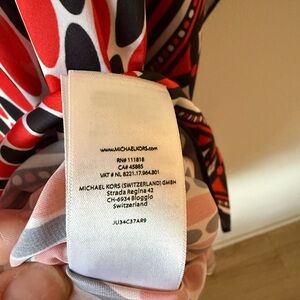 www.MICHAELKORS.com
RN# 111818
CA# 45885
VAT # NL 8221.17.964.B01
MICHAEL KORS (SWITZERLAND) GMBH
Strada Regina 42
CH-6934 Bioggio
Switzerland
JU34C37AR9